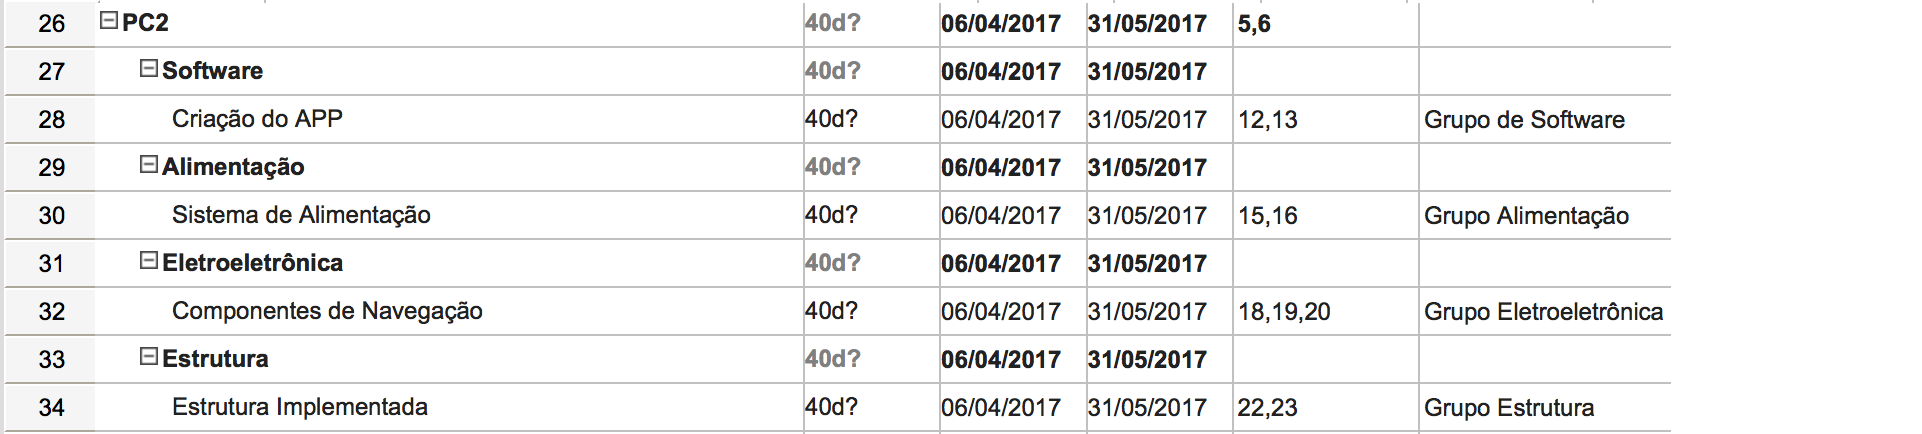 26 PC2 40d? 06/04/2017 31/05/2017 5,6
27 Software 40d? 06/04/2017 31/05/2017
28 Criação do APP 40d? 06/04/2017 31/05/2017 12,13 Grupo de Software
29 Alimentação 40d? 06/04/2017 31/05/2017
30 Sistema de Alimentação 40d? 06/04/2017 31/05/2017 15,16 Grupo Alimentação
31 Eletroeletrônica 40d? 06/04/2017 31/05/2017
32 Componentes de Navegação 40d? 06/04/2017 31/05/2017 18,19,20 Grupo Eletroeletrônica
33 Estrutura 40d? 06/04/2017 31/05/2017
34 Estrutura Implementada 40d? 06/04/2017 31/05/2017 22,23 Grupo Estrutura